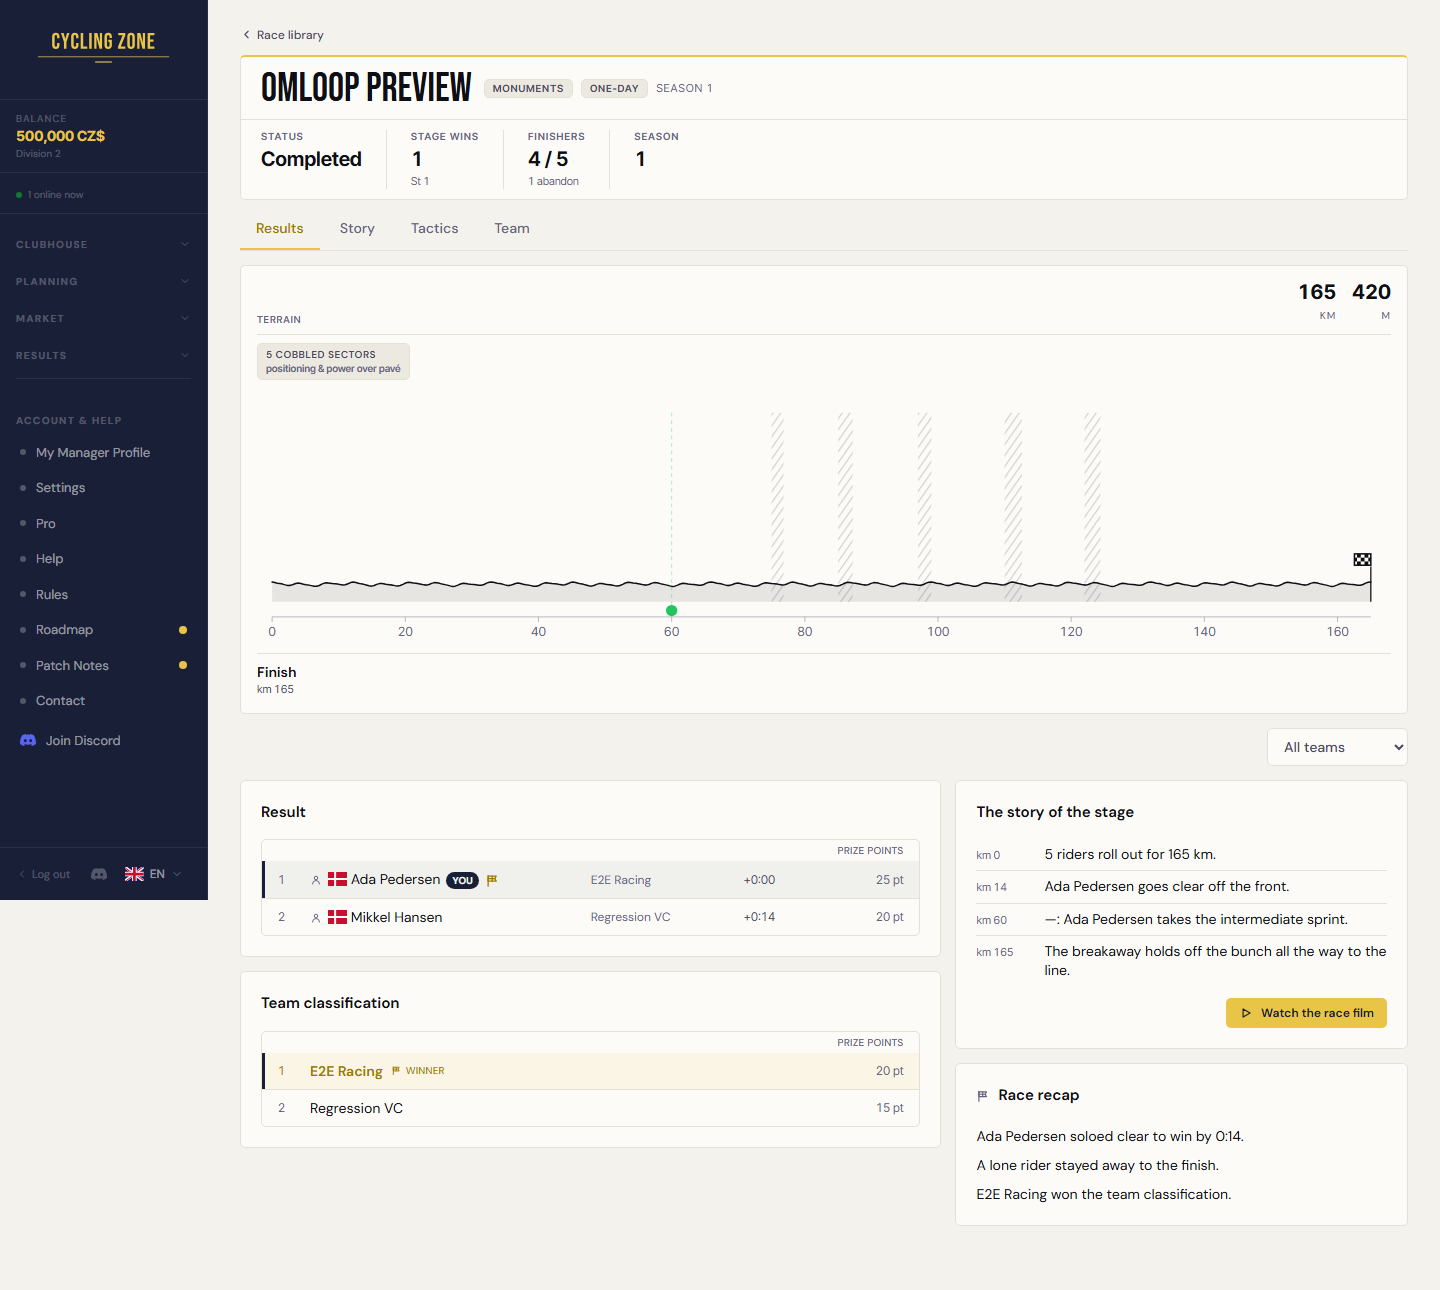 CYCLING ZONE
BALANCE
500,000 CZ$
Division 2
1 online now
CLUBHOUSE
PLANNING
MARKET
RESULTS
ACCOUNT & HELP
My Manager Profile
Settings
Pro
Help
Rules
Roadmap
Patch Notes
Contact
Join Discord
Log out
EN
Race library
OMLOOP PREVIEW
MONUMENTS
ONE-DAY
SEASON 1
STATUS
Completed
STAGE WINS
1
St 1
FINISHERS
4 / 5
1 abandon
SEASON
1
Results
Story
Tactics
Team
TERRAIN
165
KM
420
M
5 COBBLED SECTORS
positioning & power over pavé
0 20 40 60 80 100 120 140 160
Finish
km 165
All teams
Result
PRIZE POINTS
1 Ada Pedersen YOU E2E Racing +0:00 25 pt
2 Mikkel Hansen Regression VC +0:14 20 pt
Team classification
PRIZE POINTS
1 E2E Racing WINNER 20 pt
2 Regression VC 15 pt
The story of the stage
km 0 5 riders roll out for 165 km.
km 14 Ada Pedersen goes clear off the front.
km 60 —: Ada Pedersen takes the intermediate sprint.
km 165 The breakaway holds off the bunch all the way to the
line.
Watch the race film
Race recap
Ada Pedersen soloed clear to win by 0:14.
A lone rider stayed away to the finish.
E2E Racing won the team classification.